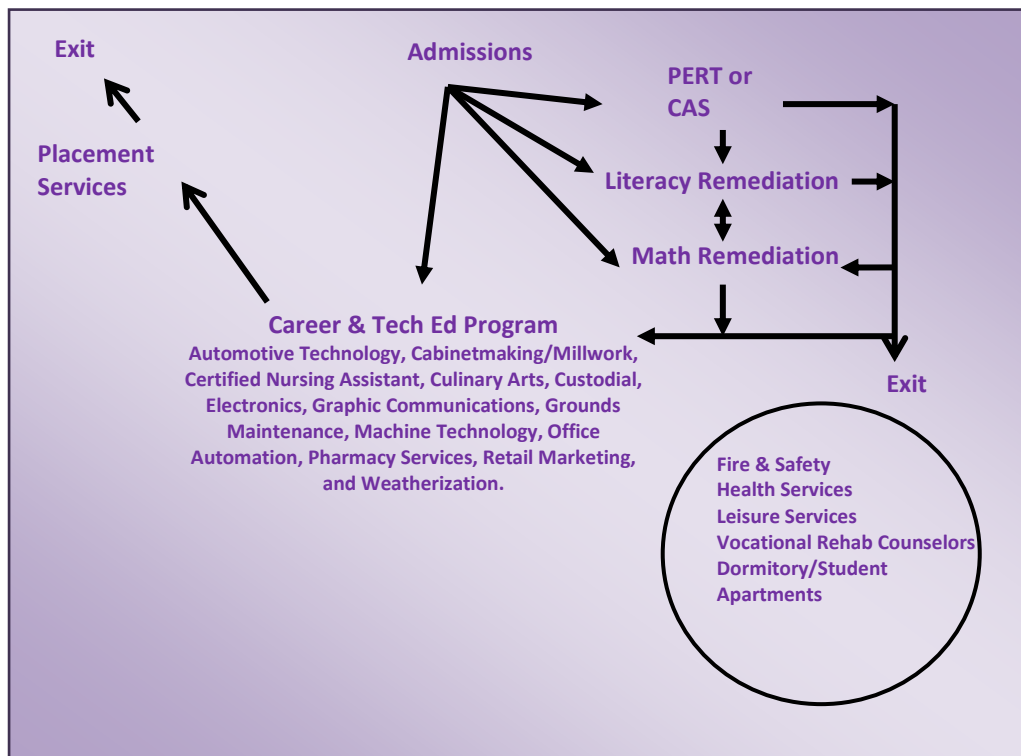 Exit
Admissions
PERT or
CAS
Placement
Services
Literacy Remediation
Math Remediation
Career & Tech Ed Program
Automotive Technology, Cabinetmaking/Millwork,
Certified Nursing Assistant, Culinary Arts, Custodial,
Electronics, Graphic Communications, Grounds
Maintenance, Machine Technology, Office
Automation, Pharmacy Services, Retail Marketing,
and Weatherization.
Exit
Fire & Safety
Health Services
Leisure Services
Vocational Rehab Counselors
Dormitory/Student
Apartments